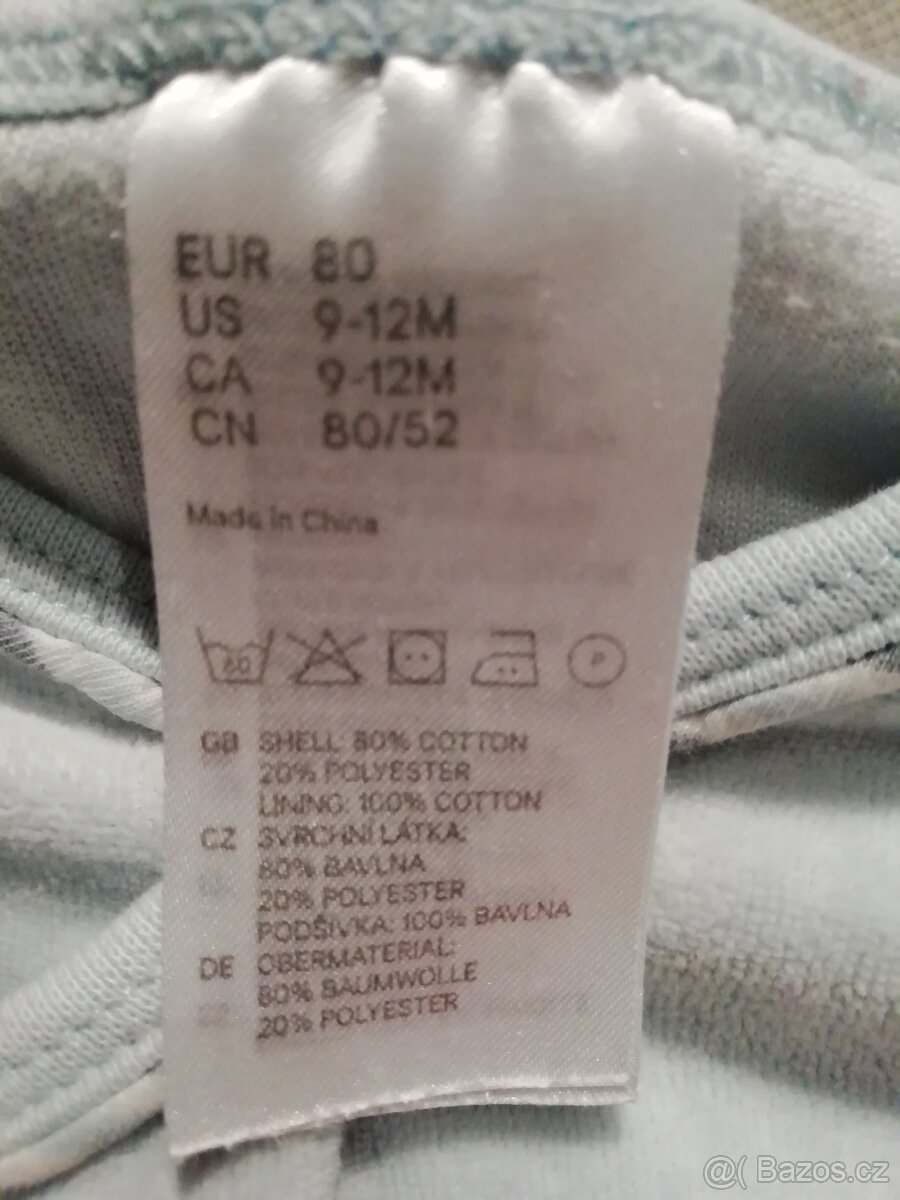 EUR 80
US 9-12M
CA 9-12M
CN 80/52
Made in China
P
GB SHELL: 80% COTTON
20% POLYESTER
LINING: 100% COTTON
CZ SVRCHNÍ LÁTKA:
80% BAVLNA
20% POLYESTER
PODŠÍVKA: 100% BAVLNA
DE OBERMATERIAL:
80% BAUMWOLLE
20% POLYESTER
@( Bazos.cz